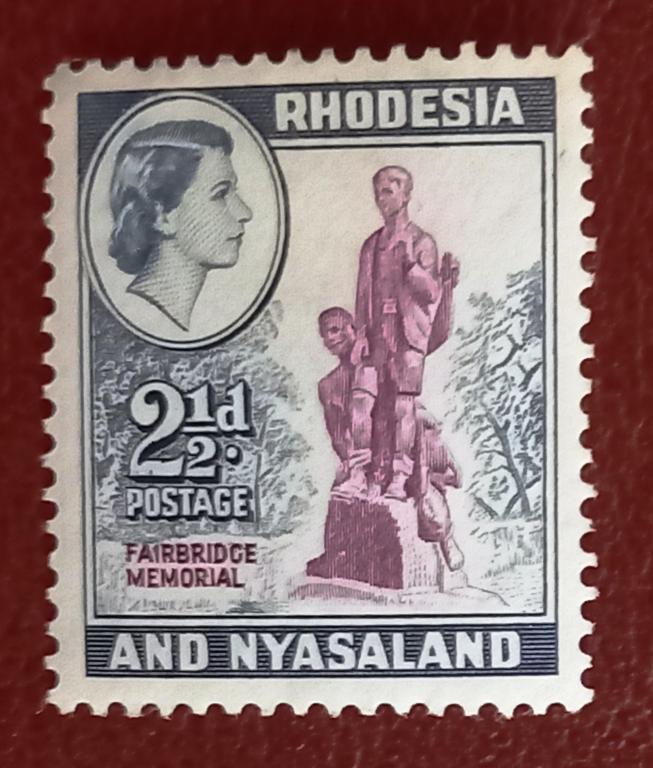 RHODESIA
2½d.
POSTAGE
FAIRBRIDGE
MEMORIAL
AND NYASALAND